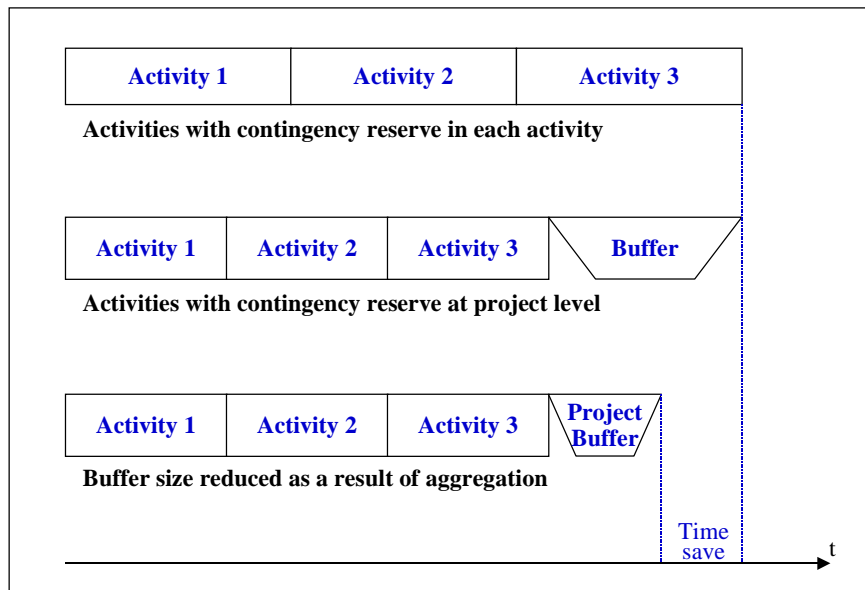 Activity 1 Activity 2 Activity 3
Activities with contingency reserve in each activity
Activity 1 Activity 2 Activity 3 Buffer
Activities with contingency reserve at project level
Activity 1 Activity 2 Activity 3 Project
Buffer
Buffer size reduced as a result of aggregation
Time
save
t